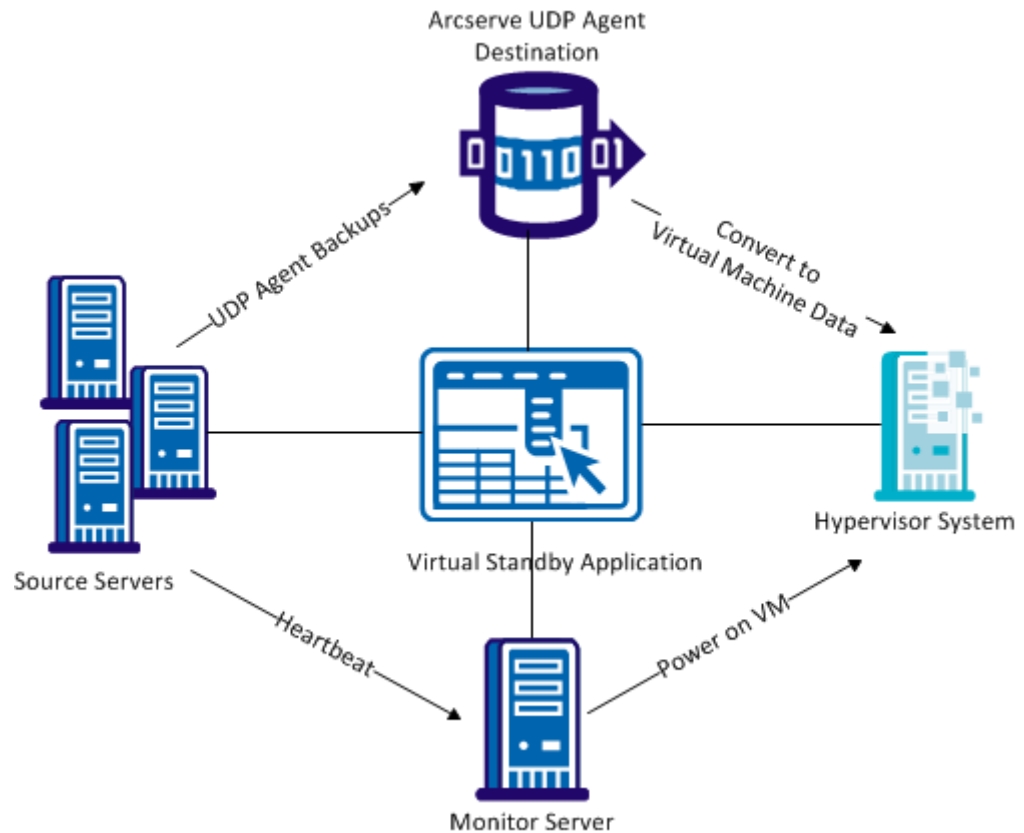 Arcserve UDP Agent
Destination
0 0110 01
UDP Agent Backups
Convert to
Virtual Machine Data
Hypervisor System
Virtual Standby Application
Source Servers
Heartbeat
Power on VM
Monitor Server